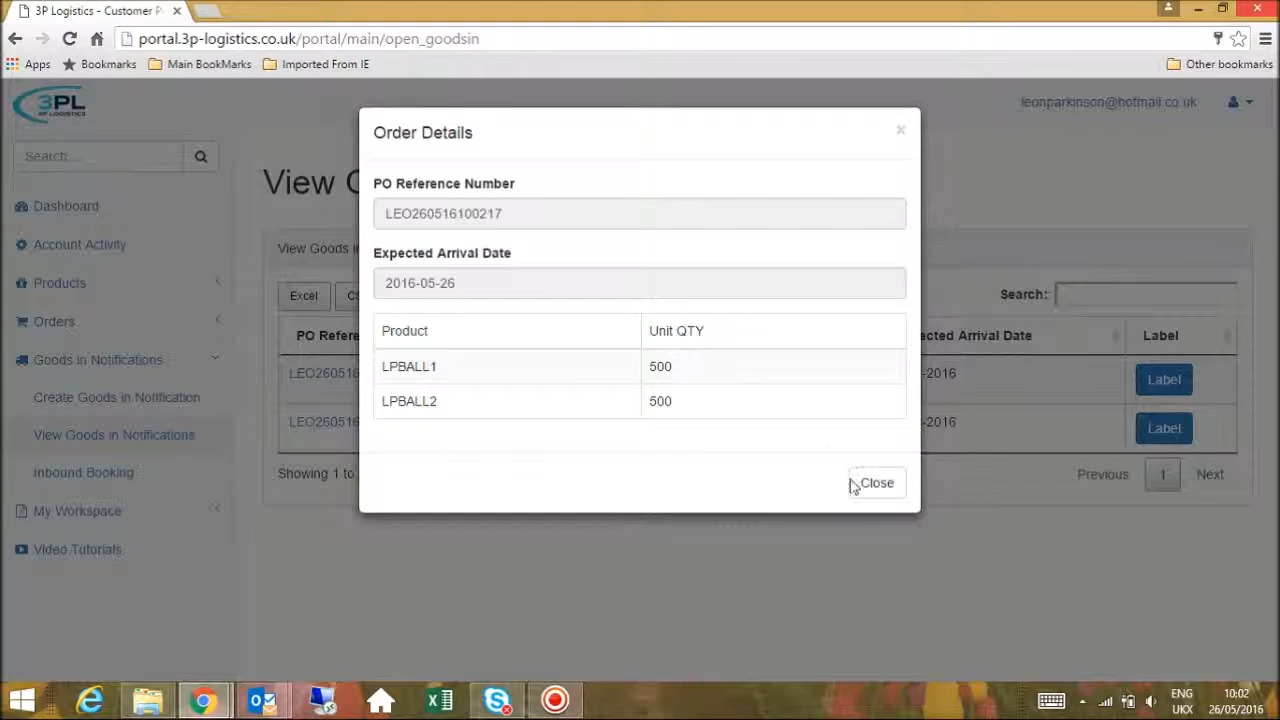 3P Logistics - Customer P
portal.3p-logistics.co.uk/portal/main/open_goodsin
Apps Bookmarks Main BookMarks Imported From IE Other bookmarks
3PL
3P LOGISTICS
leonparkinson@hotmail.co.uk
Search...
Dashboard
Account Activity
Products
Orders
Goods in Notifications
Create Goods in Notification
View Goods in Notifications
Inbound Booking
My Workspace
Video Tutorials
View G
View Goods in
Excel CS
Search:
PO Refere
ected Arrival Date Label
LEO260516
-2016 Label
LEO260516
-2016 Label
Showing 1 to
Previous 1 Next
Order Details ×
PO Reference Number
LEO260516100217
Expected Arrival Date
2016-05-26
Product Unit QTY
LPBALL1 500
LPBALL2 500
Close
ENG 10:02
UKX 26/05/2016